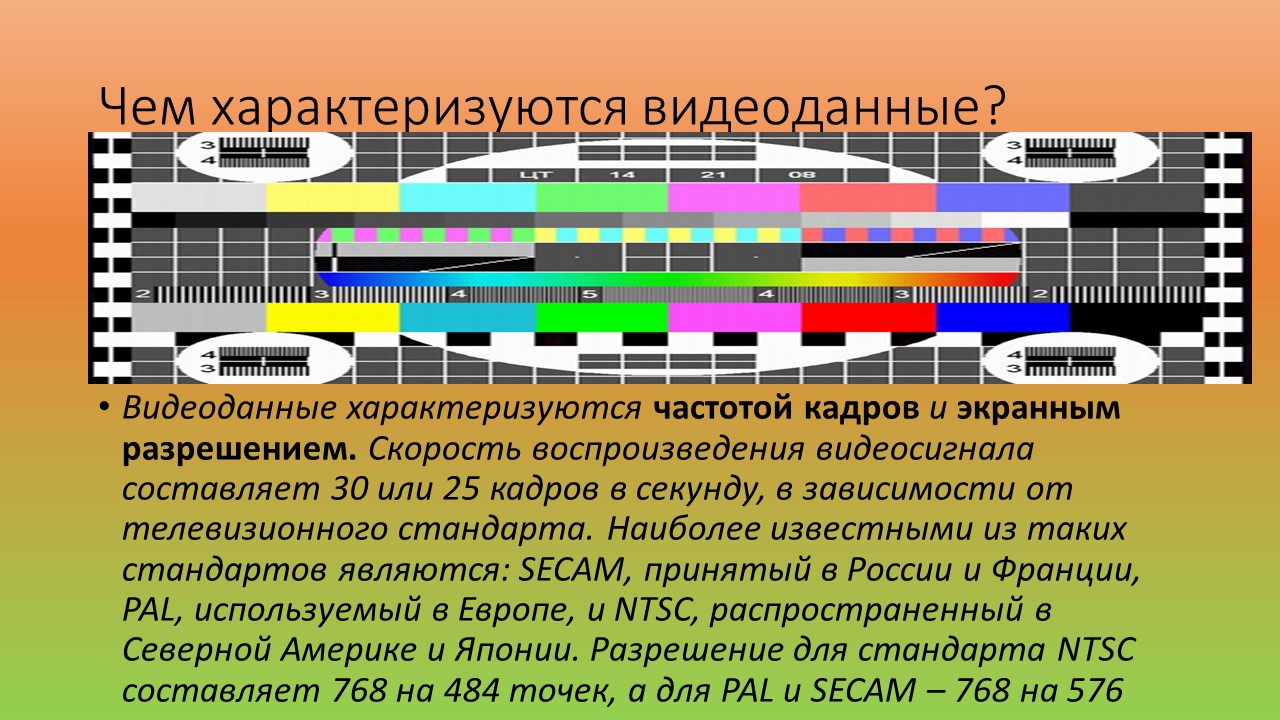 Чем характеризуются видеоданные?
3 3
4 4
ЦТ 14 21 08
2 3 4 5 4 3 2
4 4
3 3
• Видеоданные характеризуются частотой кадров и экранным
разрешением. Скорость воспроизведения видеосигнала
составляет 30 или 25 кадров в секунду, в зависимости от
телевизионного стандарта. Наиболее известными из таких
стандартов являются: SECAM, принятый в России и Франции,
PAL, используемый в Европе, и NTSC, распространенный в
Северной Америке и Японии. Разрешение для стандарта NTSC
составляет 768 на 484 точек, а для PAL и SECAM – 768 на 576